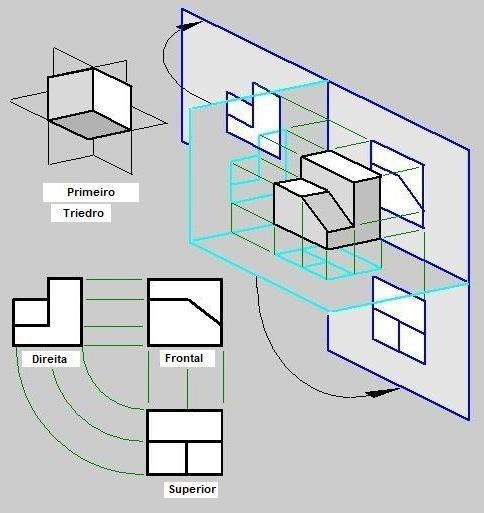 Primeiro
Triedro
Direita
Frontal
Superior